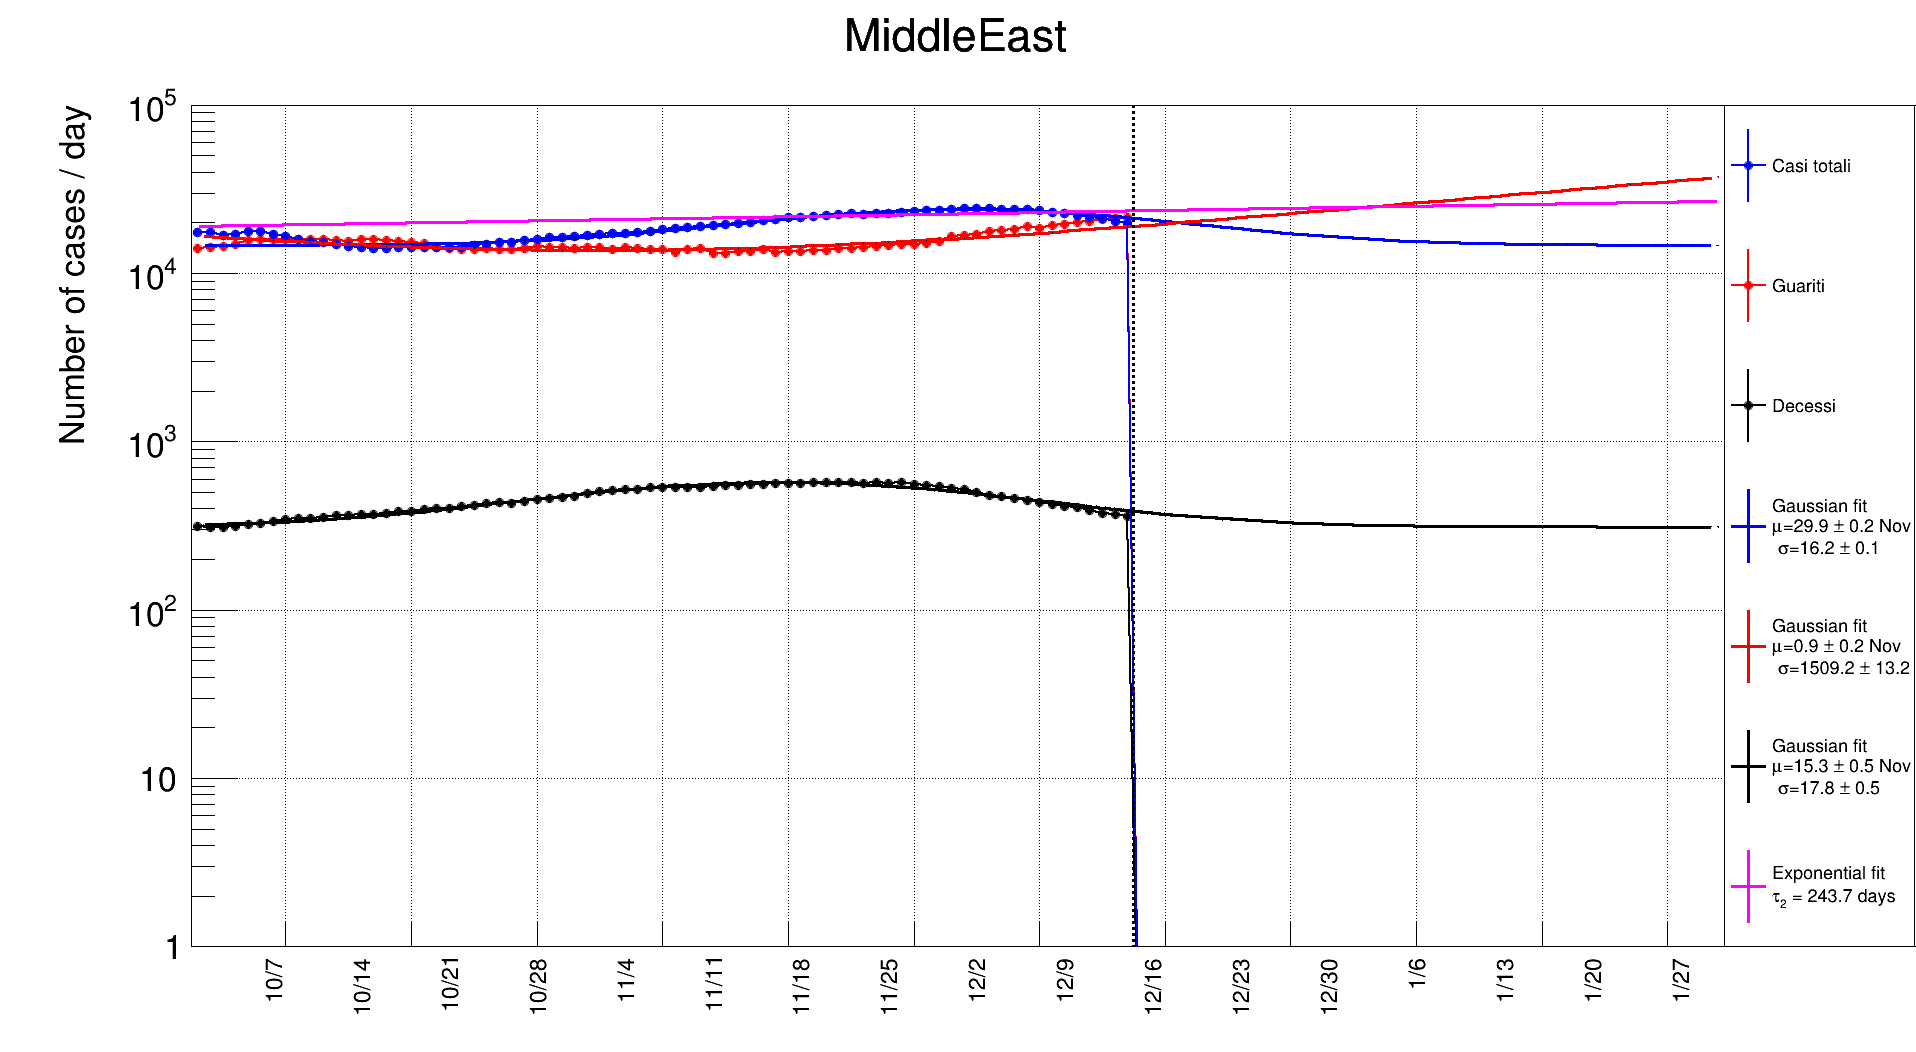 MiddleEast
Number of cases / day
10^5
10^4
10^3
10^2
10
1
10/7
10/14
10/21
10/28
11/4
11/11
11/18
11/25
12/2
12/9
12/16
12/23
12/30
1/6
1/13
1/20
1/27
Casi totali
Guariti
Decessi
Gaussian fit
μ=29.9 ± 0.2 Nov
σ=16.2 ± 0.1
Gaussian fit
μ=0.9 ± 0.2 Nov
σ=1509.2 ± 13.2
Gaussian fit
μ=15.3 ± 0.5 Nov
σ=17.8 ± 0.5
Exponential fit
τ_2 = 243.7 days